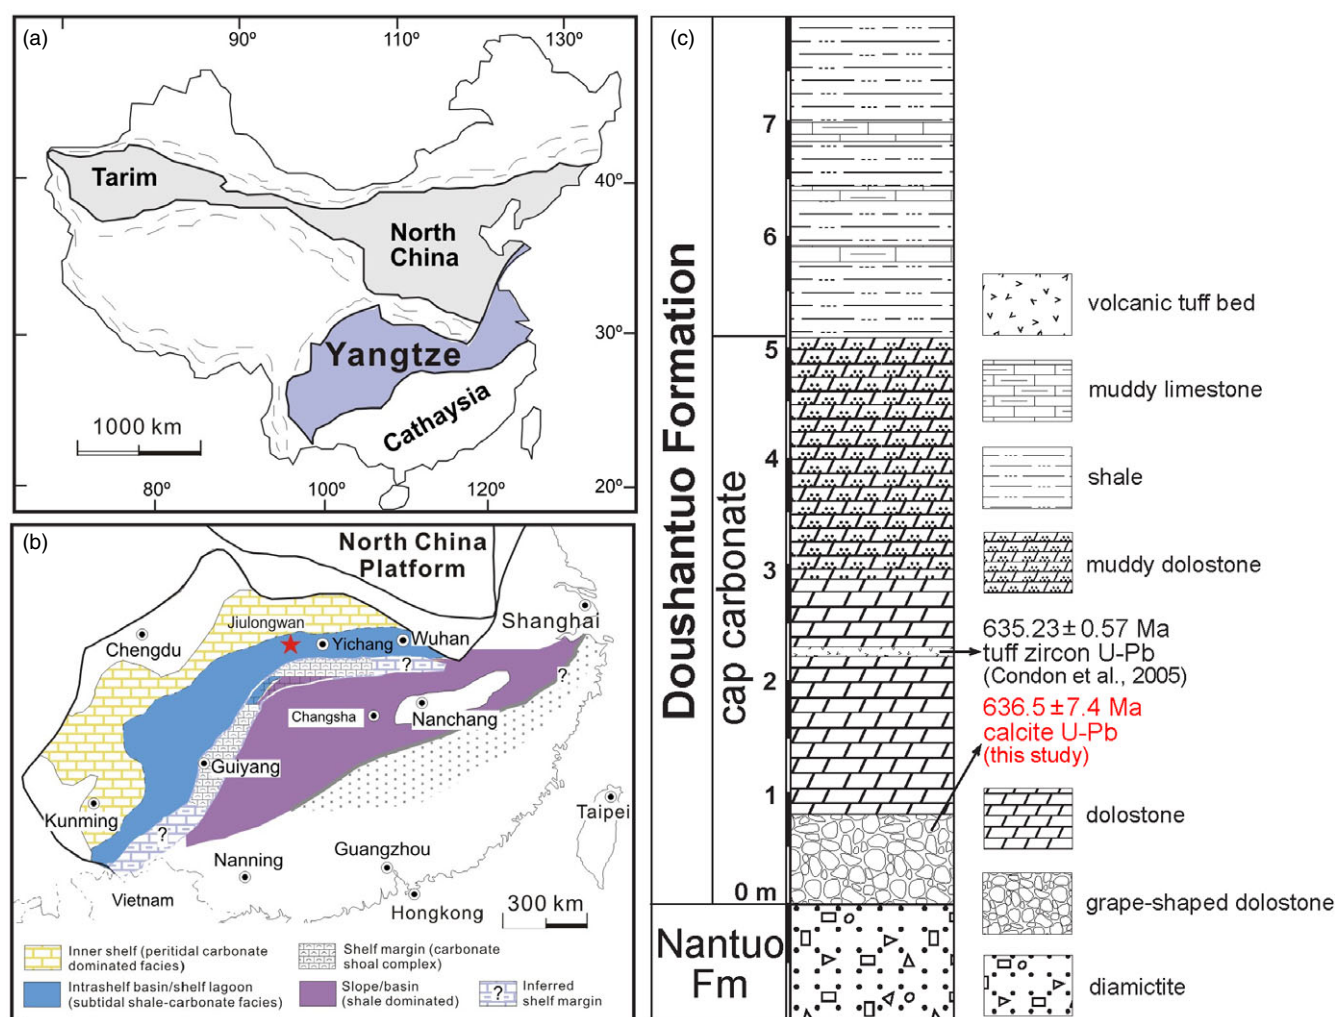 (a)
90º
110º
130º
Tarim
40º
North
China
30º
Yangtze
Cathaysia
1000 km
20º
80º
100º
120º
(b)
North China
Platform
Shanghai
Jiulongwan
Chengdu
Yichang
Wuhan
?
?
Changsha
Nanchang
Guiyang
Kunming
?
Taipei
Nanning
Guangzhou
Vietnam
Hongkong
300 km
Inner shelf (peritidal carbonate
dominated facies)
Shelf margin (carbonate
shoal complex)
Intrashelf basin/shelf lagoon
(subtidal shale-carbonate facies)
Slope/basin
(shale dominated)
?
Inferred
shelf margin
(c)
Doushantuo Formation
cap carbonate
Nantuo
Fm
7
6
5
4
3
2
1
0 m
volcanic tuff bed
muddy limestone
shale
muddy dolostone
635.23 ± 0.57 Ma
tuff zircon U-Pb
(Condon et al., 2005)
636.5 ± 7.4 Ma
calcite U-Pb
(this study)
dolostone
grape-shaped dolostone
diamictite